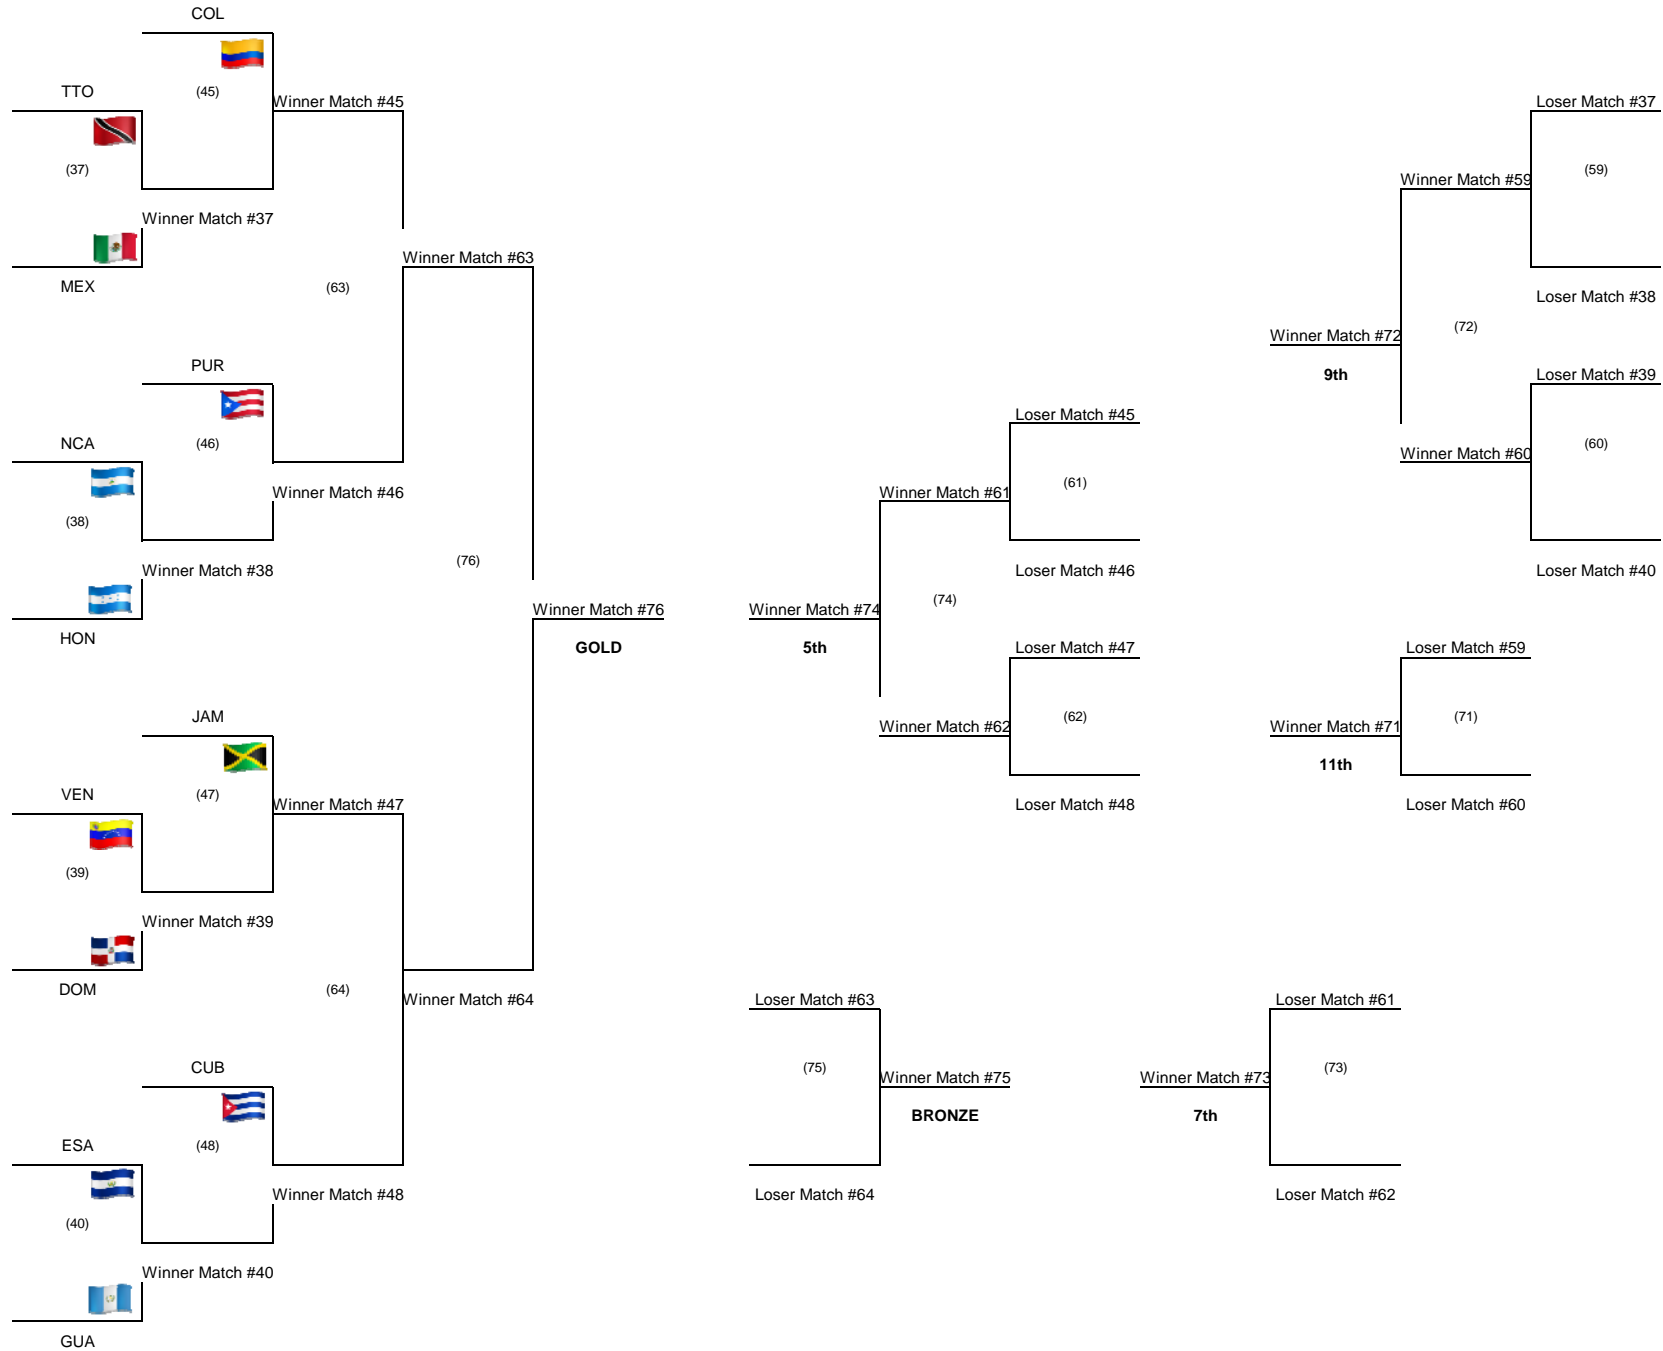 COL
TTO
(45)
Winner Match #45
(37)
Winner Match #37
MEX
Winner Match #63
(63)
PUR
NCA
(46)
Winner Match #46
(38)
Winner Match #38
HON
(76)
Winner Match #76
GOLD
JAM
VEN
(47)
Winner Match #47
(39)
Winner Match #39
DOM
(64)
Winner Match #64
CUB
ESA
(48)
Winner Match #48
(40)
Winner Match #40
GUA
Loser Match #45
Winner Match #61
(61)
Loser Match #46
(74)
Winner Match #74
5th
Loser Match #47
Winner Match #62
(62)
Loser Match #48
Loser Match #63
(75)
Winner Match #75
BRONZE
Loser Match #64
Loser Match #37
(59)
Winner Match #59
Loser Match #38
(72)
Winner Match #72
9th
Loser Match #39
(60)
Winner Match #60
Loser Match #40
Loser Match #59
(71)
Winner Match #71
11th
Loser Match #60
Loser Match #61
(73)
Winner Match #73
7th
Loser Match #62